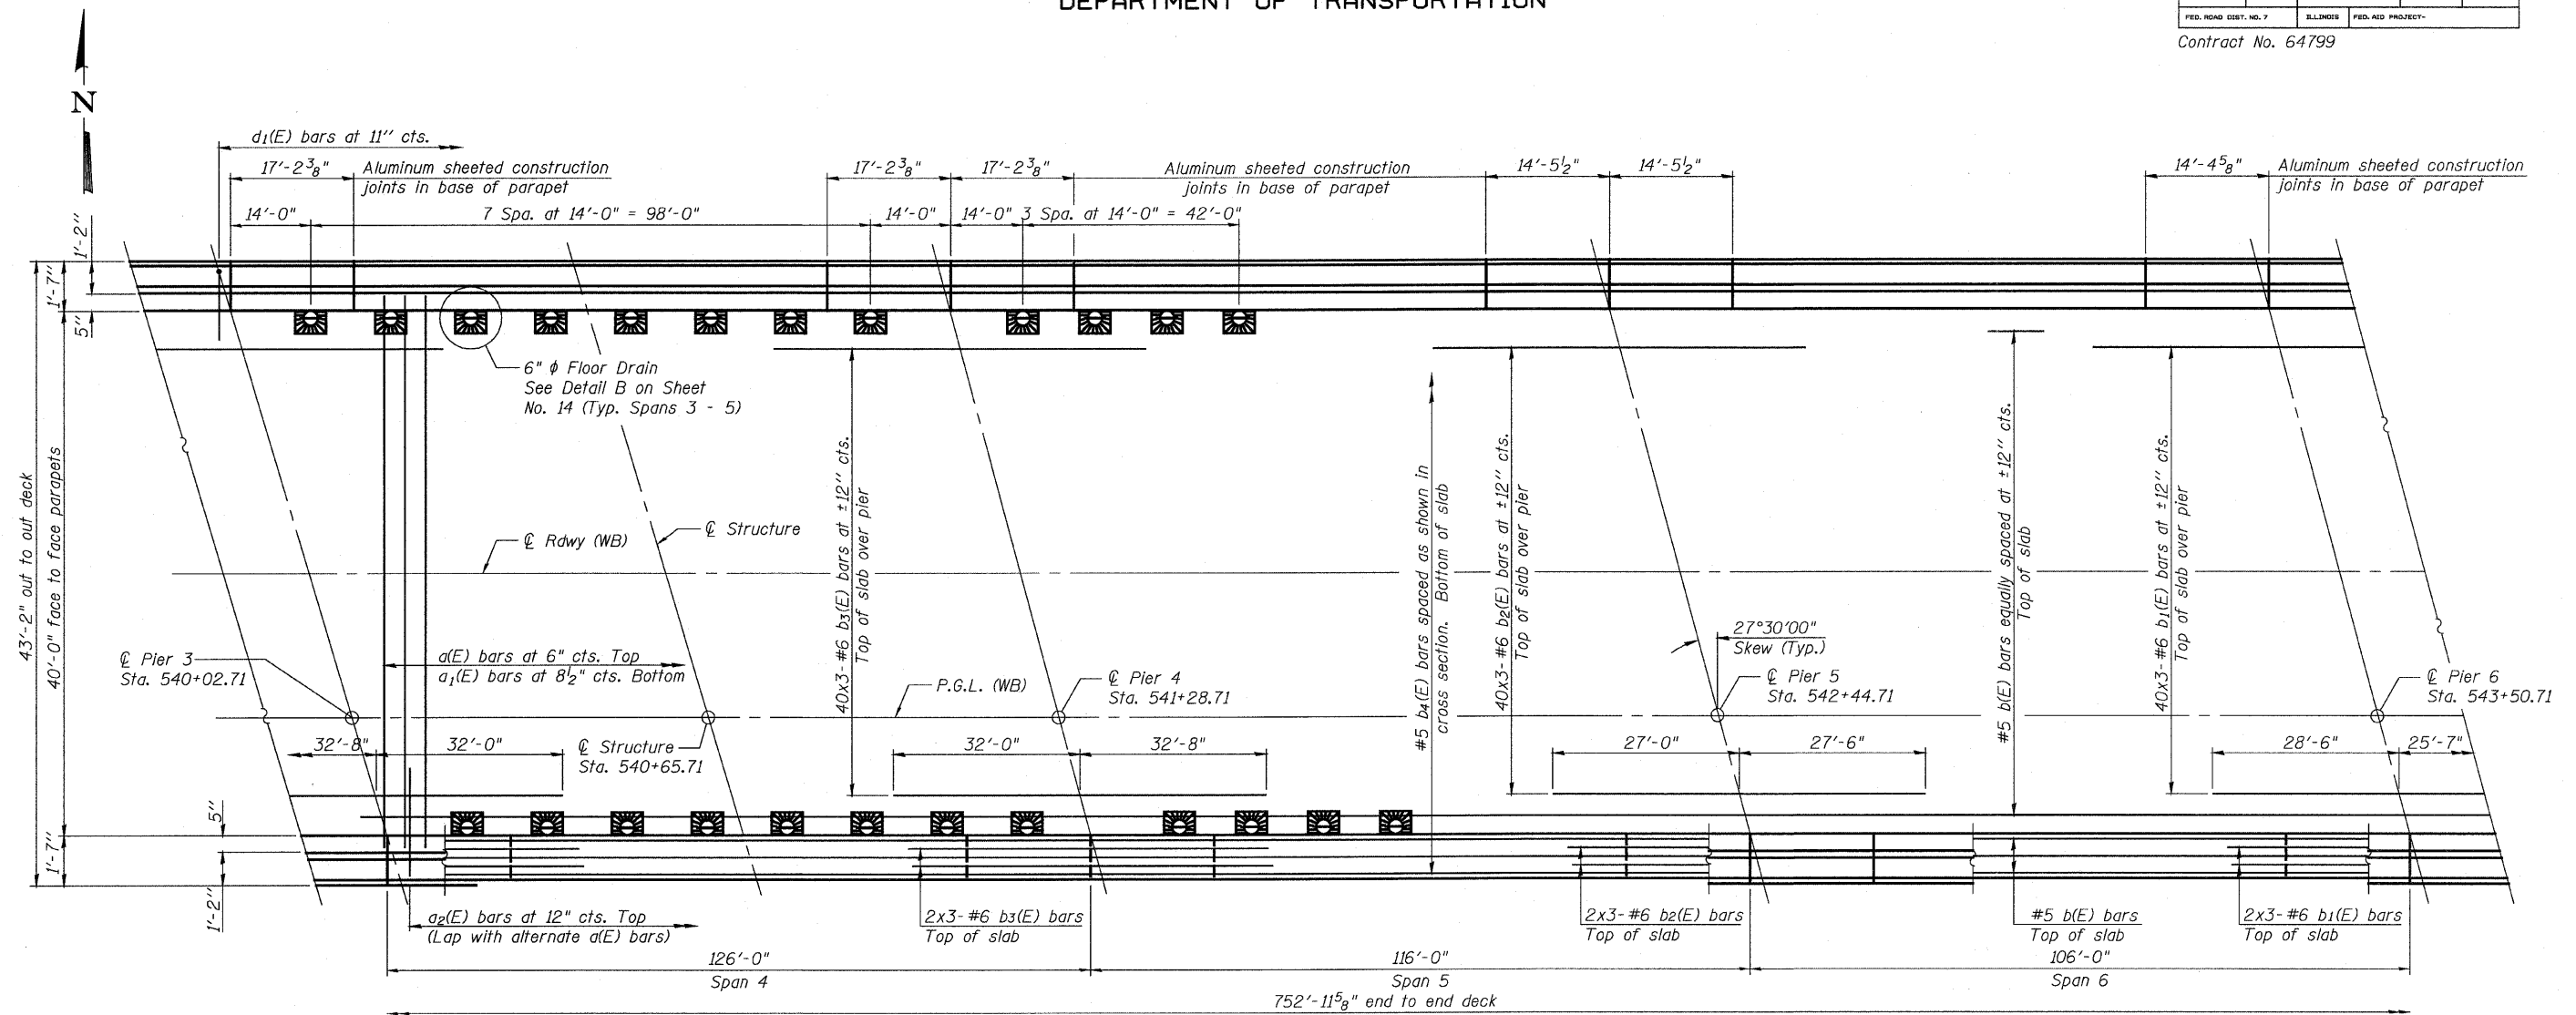 DEPARTMENT OF TRANSPORTATION
FED. ROAD DIST. NO. 7 ILLINOIS FED. AID PROJECT-
Contract No. 64799
N
d1(E) bars at 11" cts.
17'-2 3/8" Aluminum sheeted construction
joints in base of parapet
17'-2 3/8" 17'-2 3/8" Aluminum sheeted construction
joints in base of parapet
14'-5 1/2" 14'-5 1/2"
14'-4 5/8" Aluminum sheeted construction
joints in base of parapet
14'-0" 7 Spa. at 14'-0" = 98'-0" 14'-0" 14'-0" 3 Spa. at 14'-0" = 42'-0"
1'-2"
1'-7"
5"
43'-2" out to out deck
40'-0" face to face parapets
6" φ Floor Drain
See Detail B on Sheet
No. 14 (Typ. Spans 3 - 5)
℄ Rdwy (WB)
℄ Structure
40x3-#6 b3(E) bars at ±12" cts.
Top of slab over pier
#5 b4(E) bars spaced as shown in
cross section. Bottom of slab
40x3-#6 b2(E) bars at ±12" cts.
Top of slab over pier
#5 b(E) bars equally spaced at ±12" cts.
Top of slab
40x3-#6 b1(E) bars at ±12" cts.
Top of slab over pier
27°30'00"
Skew (Typ.)
℄ Pier 3
Sta. 540+02.71
a(E) bars at 6" cts. Top
a1(E) bars at 8 1/2" cts. Bottom
P.G.L. (WB)
℄ Pier 4
Sta. 541+28.71
℄ Pier 5
Sta. 542+44.71
℄ Pier 6
Sta. 543+50.71
32'-8" 32'-0"
℄ Structure
Sta. 540+65.71
32'-0" 32'-8"
27'-0" 27'-6"
28'-6" 25'-7"
5"
1'-7"
1'-2"
a2(E) bars at 12" cts. Top
(Lap with alternate a(E) bars)
2x3-#6 b3(E) bars
Top of slab
2x3-#6 b2(E) bars
Top of slab
#5 b(E) bars
Top of slab
2x3-#6 b1(E) bars
Top of slab
126'-0"
Span 4
116'-0"
Span 5
106'-0"
Span 6
752'-11 5/8" end to end deck